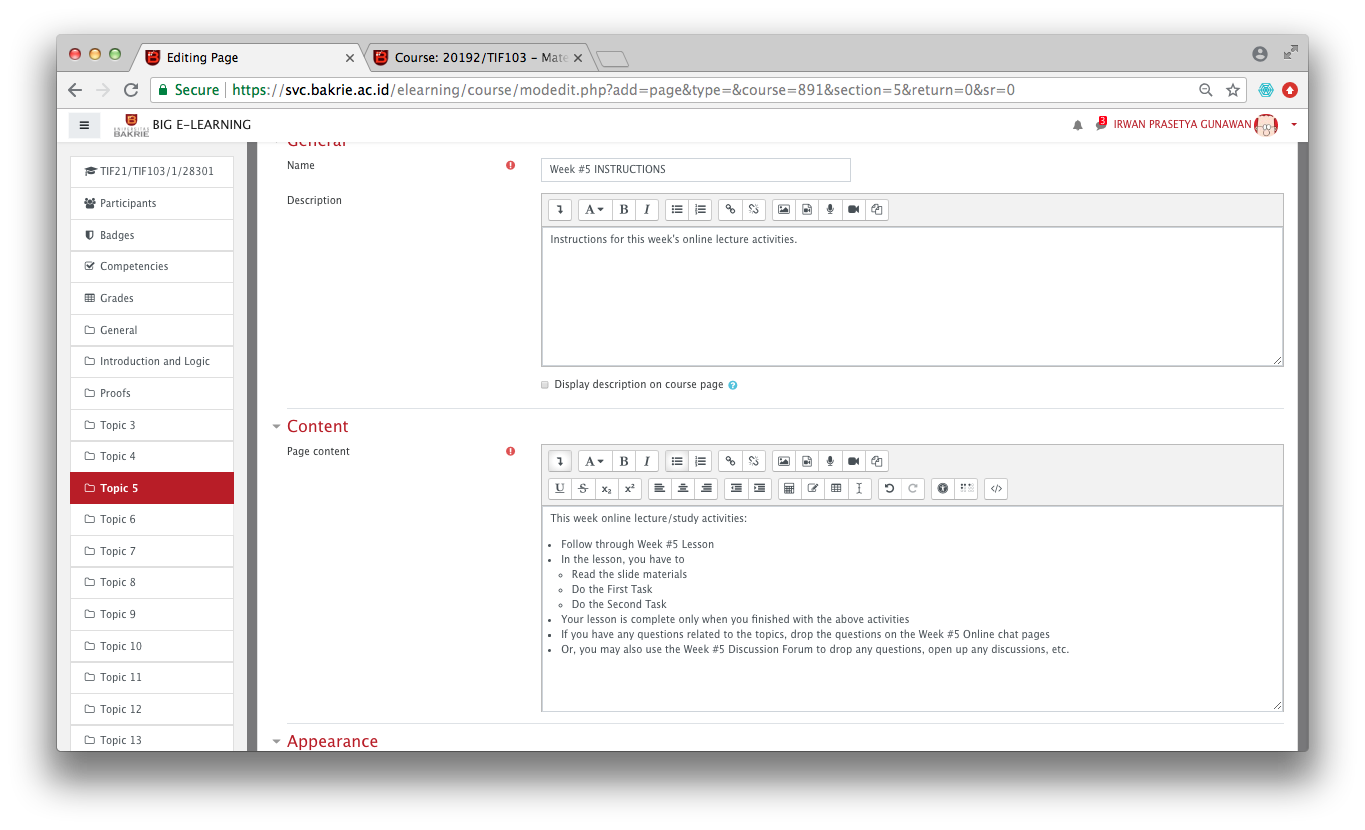 Editing Page
Course: 20192/TIF103 – Mate
Secure https://svc.bakrie.ac.id/elearning/course/modedit.php?add=page&type=&course=891&section=5&return=0&sr=0
UNIVERSITAS BAKRIE
BIG E-LEARNING
3
IRWAN PRASETYA GUNAWAN
TIF21/TIF103/1/28301
Participants
Badges
Competencies
Grades
General
Introduction and Logic
Proofs
Topic 3
Topic 4
Topic 5
Topic 6
Topic 7
Topic 8
Topic 9
Topic 10
Topic 11
Topic 12
Topic 13
General
Name
Week #5 INSTRUCTIONS
Description
A B I
Instructions for this week's online lecture activities.
Display description on course page
Content
Page content
A B I
U S x₂ x²
This week online lecture/study activities:
• Follow through Week #5 Lesson
• In the lesson, you have to
◦ Read the slide materials
◦ Do the First Task
◦ Do the Second Task
• Your lesson is complete only when you finished with the above activities
• If you have any questions related to the topics, drop the questions on the Week #5 Online chat pages
• Or, you may also use the Week #5 Discussion Forum to drop any questions, open up any discussions, etc.
Appearance